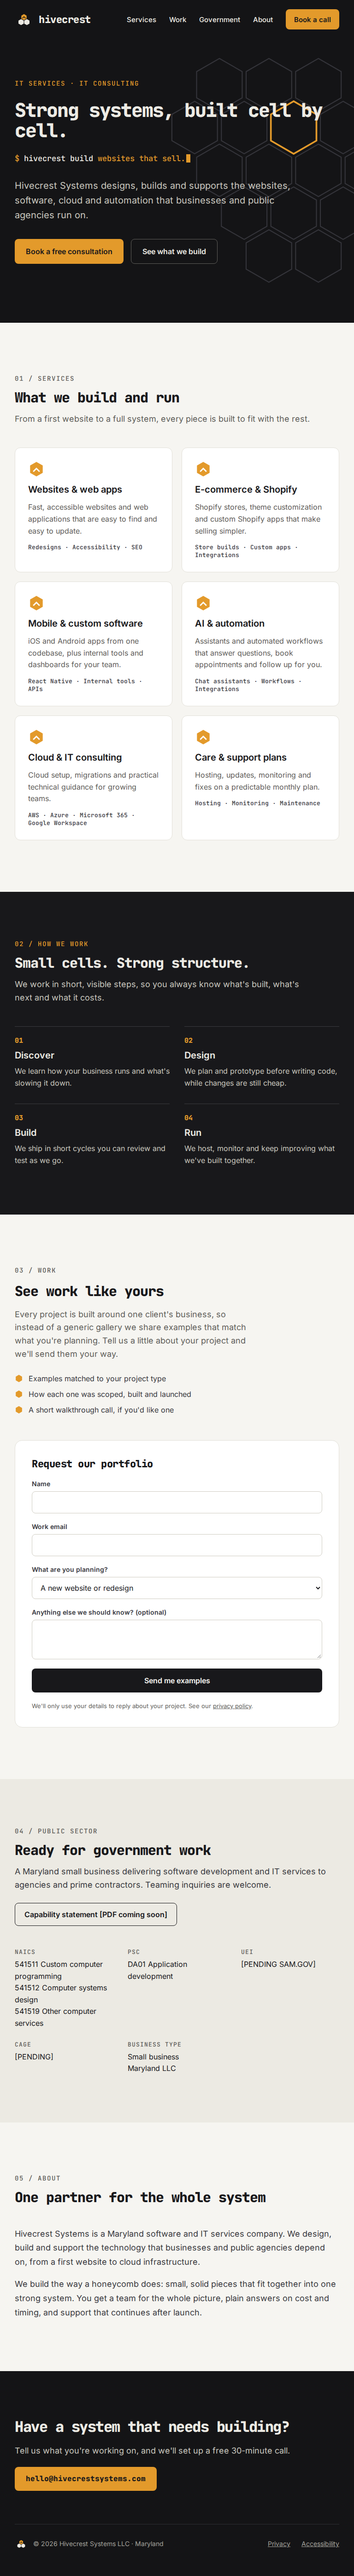 hivecrest
Services Work Government About Book a call
IT SERVICES · IT CONSULTING
Strong systems, built cell by
cell.
$ hivecrest build websites that sell.
Hivecrest Systems designs, builds and supports the websites,
software, cloud and automation that businesses and public
agencies run on.
Book a free consultation See what we build
01 / SERVICES
What we build and run
From a first website to a full system, every piece is built to fit with the rest.
Websites & web apps
Fast, accessible websites and web
applications that are easy to find and
easy to update.
Redesigns · Accessibility · SEO
E-commerce & Shopify
Shopify stores, theme customization
and custom Shopify apps that make
selling simpler.
Store builds · Custom apps ·
Integrations
Mobile & custom software
iOS and Android apps from one
codebase, plus internal tools and
dashboards for your team.
React Native · Internal tools ·
APIs
AI & automation
Assistants and automated workflows
that answer questions, book
appointments and follow up for you.
Chat assistants · Workflows ·
Integrations
Cloud & IT consulting
Cloud setup, migrations and practical
technical guidance for growing
teams.
AWS · Azure · Microsoft 365 ·
Google Workspace
Care & support plans
Hosting, updates, monitoring and
fixes on a predictable monthly plan.
Hosting · Monitoring · Maintenance
02 / HOW WE WORK
Small cells. Strong structure.
We work in short, visible steps, so you always know what's built, what's
next and what it costs.
01
Discover
We learn how your business runs and what's
slowing it down.
02
Design
We plan and prototype before writing code,
while changes are still cheap.
03
Build
We ship in short cycles you can review and
test as we go.
04
Run
We host, monitor and keep improving what
we've built together.
03 / WORK
See work like yours
Every project is built around one client's business, so
instead of a generic gallery we share examples that match
what you're planning. Tell us a little about your project and
we'll send them your way.
Examples matched to your project type
How each one was scoped, built and launched
A short walkthrough call, if you'd like one
Request our portfolio
Name
Work email
What are you planning?
A new website or redesign
Anything else we should know? (optional)
Send me examples
We'll only use your details to reply about your project. See our privacy policy.
04 / PUBLIC SECTOR
Ready for government work
A Maryland small business delivering software development and IT services to
agencies and prime contractors. Teaming inquiries are welcome.
Capability statement [PDF coming soon]
NAICS
541511 Custom computer
programming
541512 Computer systems
design
541519 Other computer
services
PSC
DA01 Application
development
UEI
[PENDING SAM.GOV]
CAGE
[PENDING]
BUSINESS TYPE
Small business
Maryland LLC
05 / ABOUT
One partner for the whole system
Hivecrest Systems is a Maryland software and IT services company. We design,
build and support the technology that businesses and public agencies depend
on, from a first website to cloud infrastructure.
We build the way a honeycomb does: small, solid pieces that fit together into one
strong system. You get a team for the whole picture, plain answers on cost and
timing, and support that continues after launch.
Have a system that needs building?
Tell us what you're working on, and we'll set up a free 30-minute call.
hello@hivecrestsystems.com
© 2026 Hivecrest Systems LLC · Maryland Privacy Accessibility